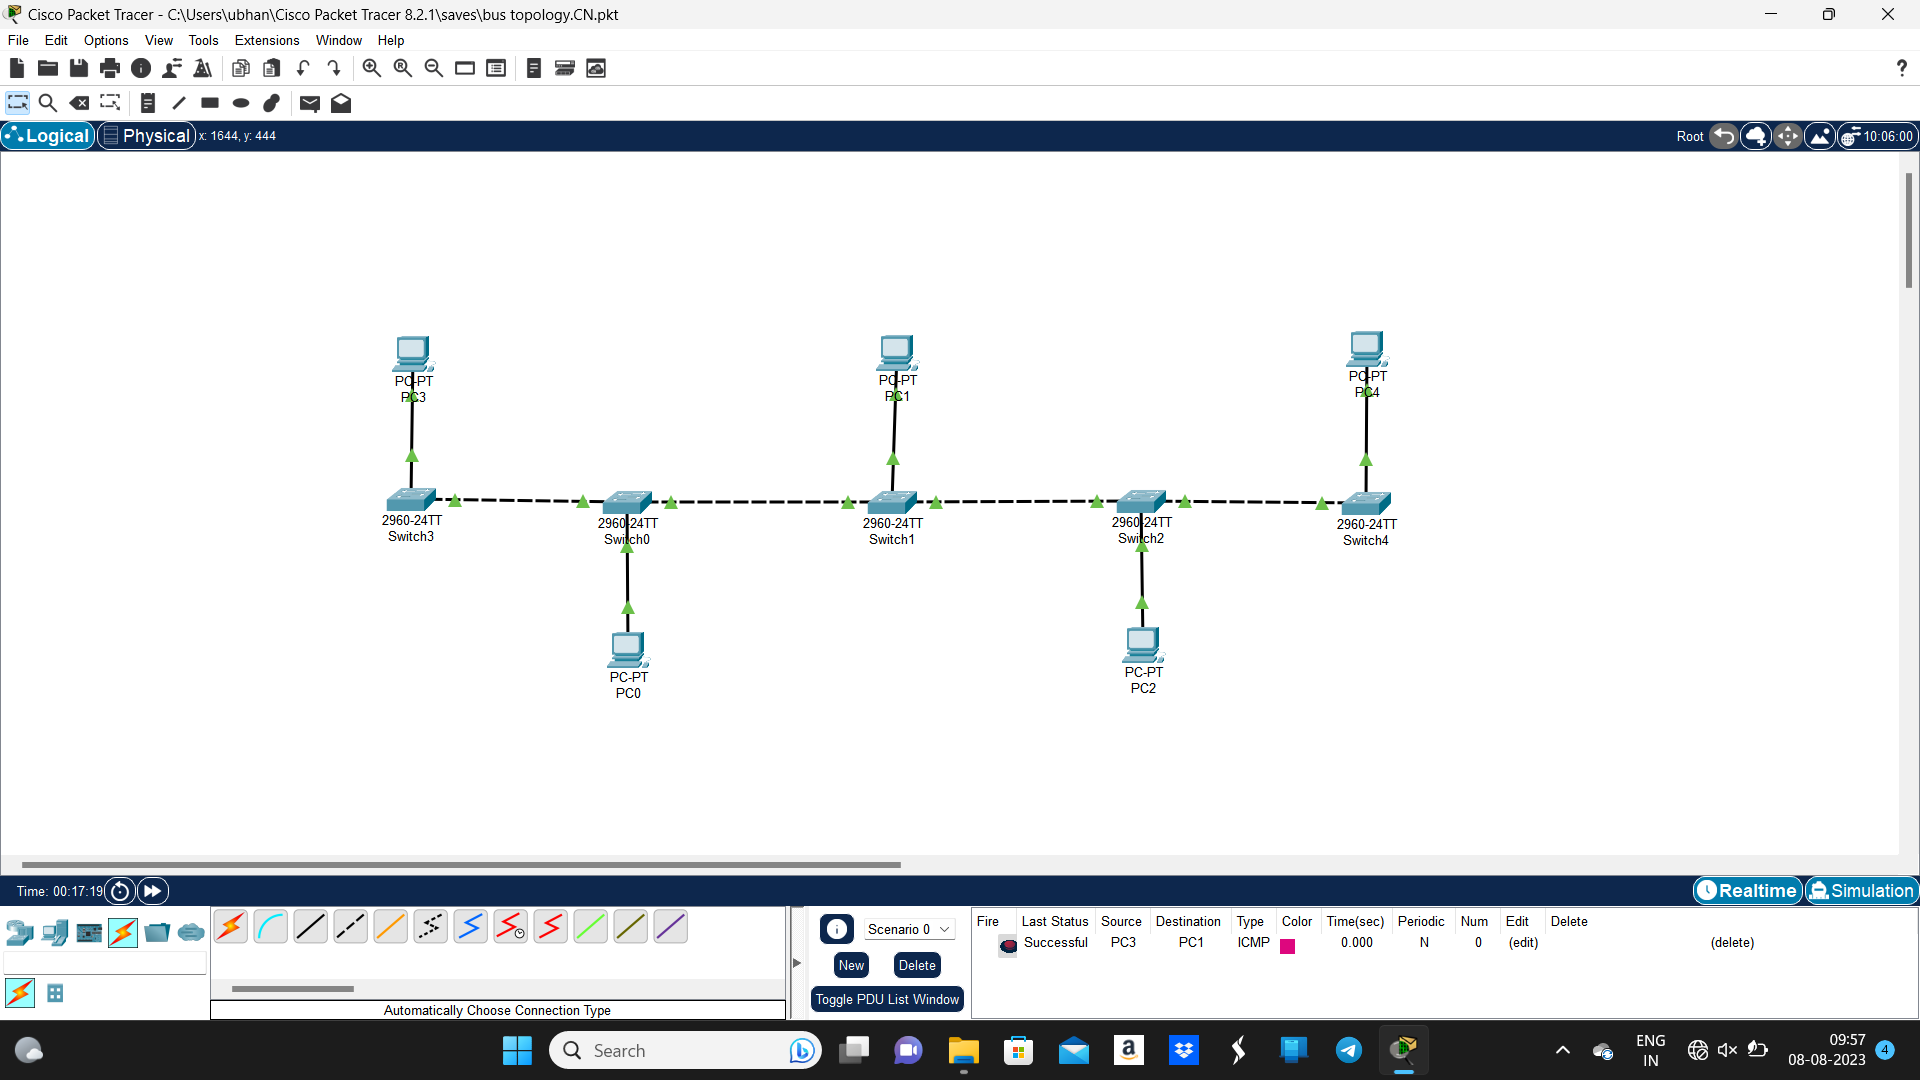 Cisco Packet Tracer - C:\Users\ubhan\Cisco Packet Tracer 8.2.1\saves\bus topology.CN.pkt
File Edit Options View Tools Extensions Window Help
?
Logical Physical x: 1644, y: 444 Root 10:06:00
PC-PT
PC3
PC-PT
PC1
PC-PT
PC4
2960-24TT
Switch3
2960-24TT
Switch0
2960-24TT
Switch1
2960-24TT
Switch2
2960-24TT
Switch4
PC-PT
PC0
PC-PT
PC2
Time: 00:17:19 Realtime Simulation
Scenario 0
New Delete
Toggle PDU List Window
Fire Last Status Source Destination Type Color Time(sec) Periodic Num Edit Delete
Successful PC3 PC1 ICMP 0.000 N 0 (edit) (delete)
Automatically Choose Connection Type
Search
a
ENG
IN
09:57
08-08-2023
4